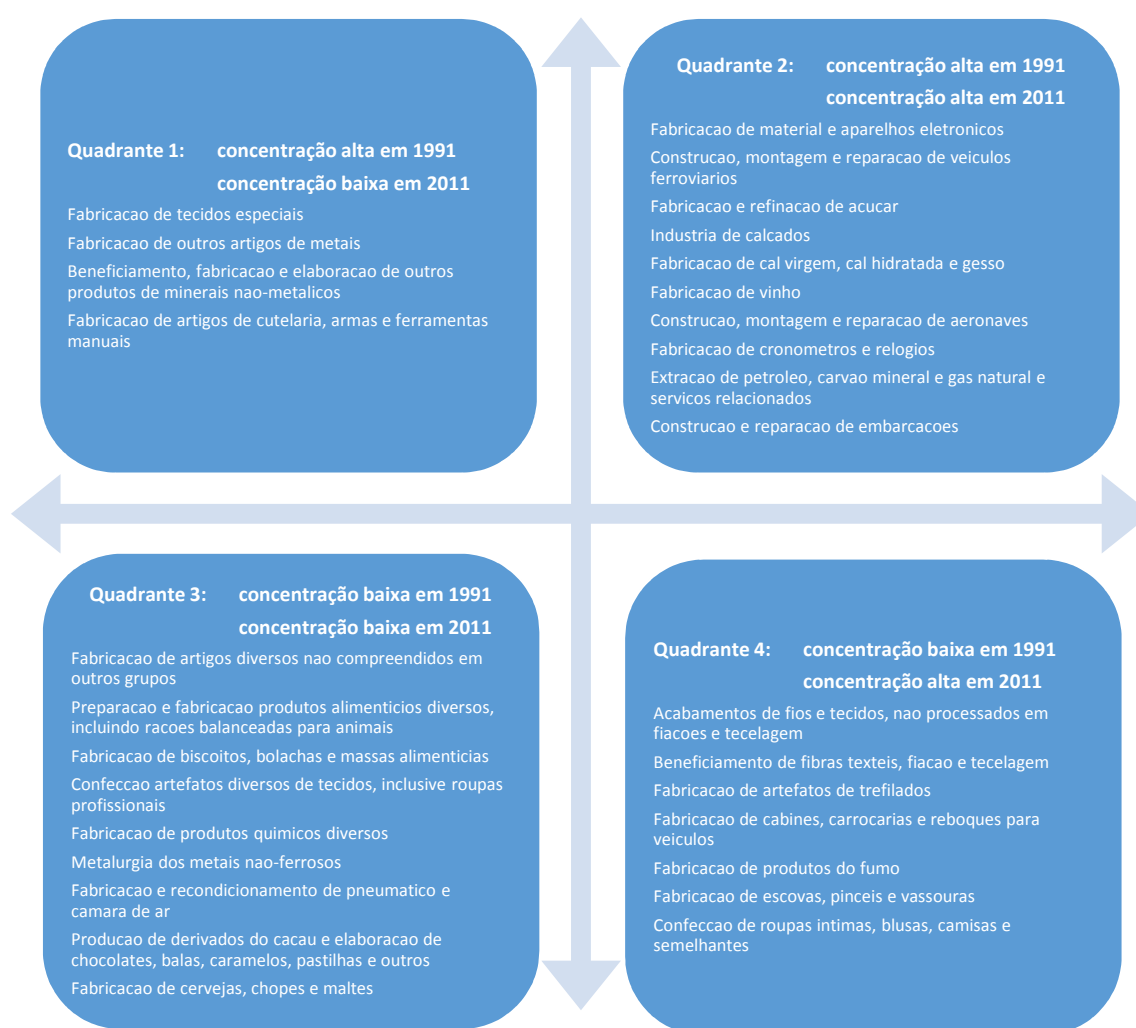 Quadrante 1: concentração alta em 1991
concentração baixa em 2011
Fabricacao de tecidos especiais
Fabricacao de outros artigos de metais
Beneficiamento, fabricacao e elaboracao de outros
produtos de minerais nao-metalicos
Fabricacao de artigos de cutelaria, armas e ferramentas
manuais
Quadrante 2: concentração alta em 1991
concentração alta em 2011
Fabricacao de material e aparelhos eletronicos
Construcao, montagem e reparacao de veiculos
ferroviarios
Fabricacao e refinacao de acucar
Industria de calcados
Fabricacao de cal virgem, cal hidratada e gesso
Fabricacao de vinho
Construcao, montagem e reparacao de aeronaves
Fabricacao de cronometros e relogios
Extracao de petroleo, carvao mineral e gas natural e
servicos relacionados
Construcao e reparacao de embarcacoes
Quadrante 3: concentração baixa em 1991
concentração baixa em 2011
Fabricacao de artigos diversos nao compreendidos em
outros grupos
Preparacao e fabricacao produtos alimenticios diversos,
incluindo racoes balanceadas para animais
Fabricacao de biscoitos, bolachas e massas alimenticias
Confeccao artefatos diversos de tecidos, inclusive roupas
profissionais
Fabricacao de produtos quimicos diversos
Metalurgia dos metais nao-ferrosos
Fabricacao e recondicionamento de pneumatico e
camara de ar
Producao de derivados do cacau e elaboracao de
chocolates, balas, caramelos, pastilhas e outros
Fabricacao de cervejas, chopes e maltes
Quadrante 4: concentração baixa em 1991
concentração alta em 2011
Acabamentos de fios e tecidos, nao processados em
fiacoes e tecelagem
Beneficiamento de fibras texteis, fiacao e tecelagem
Fabricacao de artefatos de trefilados
Fabricacao de cabines, carrocarias e reboques para
veiculos
Fabricacao de produtos do fumo
Fabricacao de escovas, pinceis e vassouras
Confeccao de roupas intimas, blusas, camisas e
semelhantes